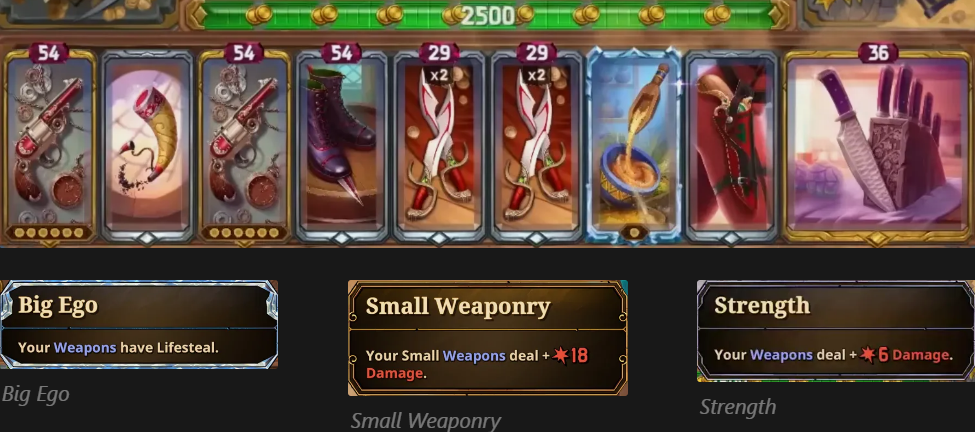 2500
54
54
54
29
29
36
x2
x2
Big Ego
Small Weaponry
Strength
Your Weapons have Lifesteal.
Your Small Weapons deal + 18
Damage.
Your Weapons deal + 6 Damage.
Big Ego
Small Weaponry
Strength